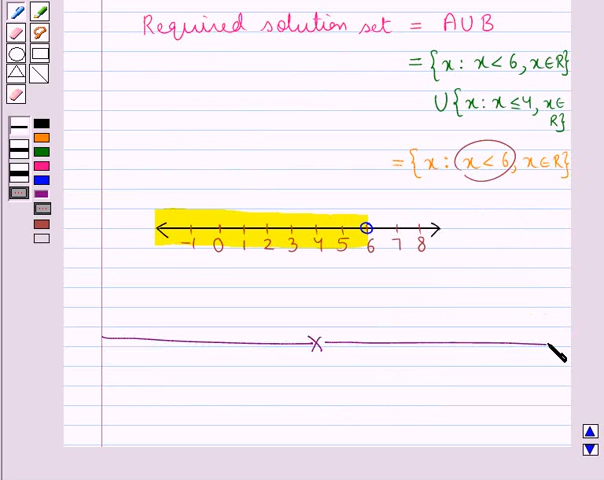 Required solution set = A∪B
= {x : x < 6, x ∈ R}
∪ {x : x ≤ 4, x ∈
R}
= {x : x < 6, x ∈ R}
-1 0 1 2 3 4 5 6 7 8